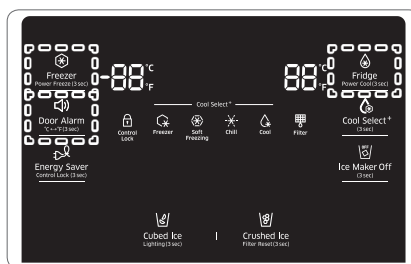 Freezer
Power Freeze (3 sec)
-88 °C
°F
88 °C
°F
Fridge
Power Cool (3 sec)
Door Alarm
°C ↔ °F (3 sec)
Cool Select+
Control
Lock
Freezer
Soft
Freezing
Chill
Cool
Filter
Cool Select+
(3 sec)
Energy Saver
Control Lock (3 sec)
OFF
Ice Maker Off
(3 sec)
Cubed Ice
Lighting (3 sec)
Crushed Ice
Filter Reset (3 sec)